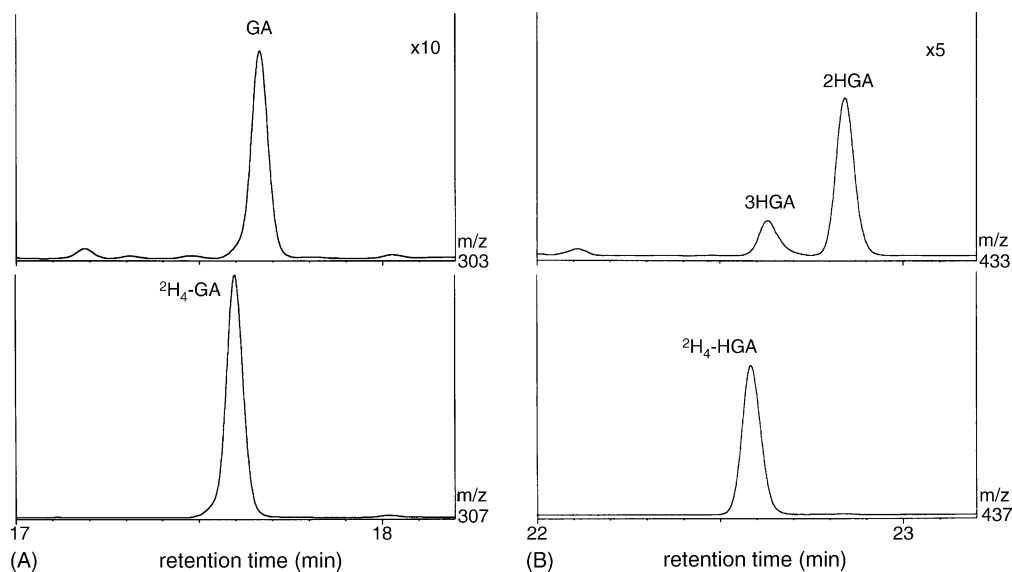 GA
x10
m/z
303
²H₄-GA
m/z
307
17
18
(A)
retention time (min)
x5
2HGA
3HGA
m/z
433
²H₄-HGA
m/z
437
22
23
(B)
retention time (min)